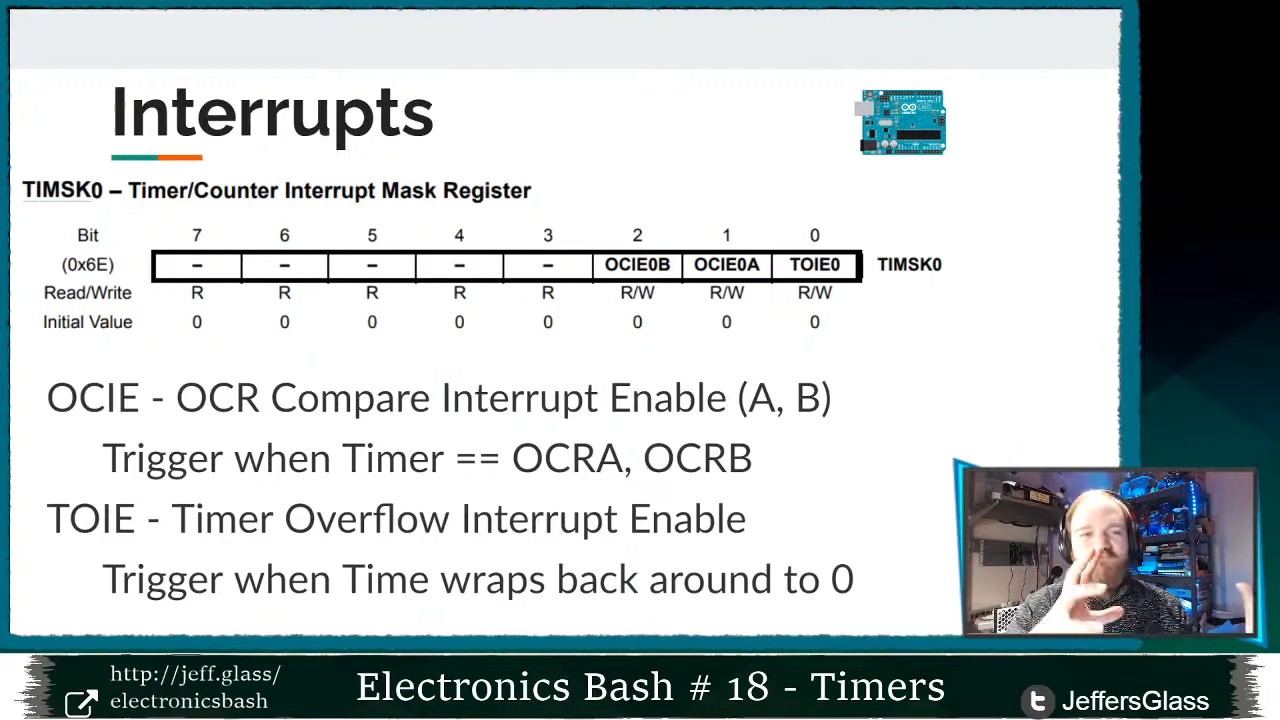 Interrupts
TIMSK0 – Timer/Counter Interrupt Mask Register
Bit 7 6 5 4 3 2 1 0
(0x6E) – – – – – OCIE0B OCIE0A TOIE0 TIMSK0
Read/Write R R R R R R/W R/W R/W
Initial Value 0 0 0 0 0 0 0 0
OCIE - OCR Compare Interrupt Enable (A, B)
Trigger when Timer == OCRA, OCRB
TOIE - Timer Overflow Interrupt Enable
Trigger when Time wraps back around to 0
http://jeff.glass/
electronicsbash
Electronics Bash # 18 - Timers
JeffersGlass